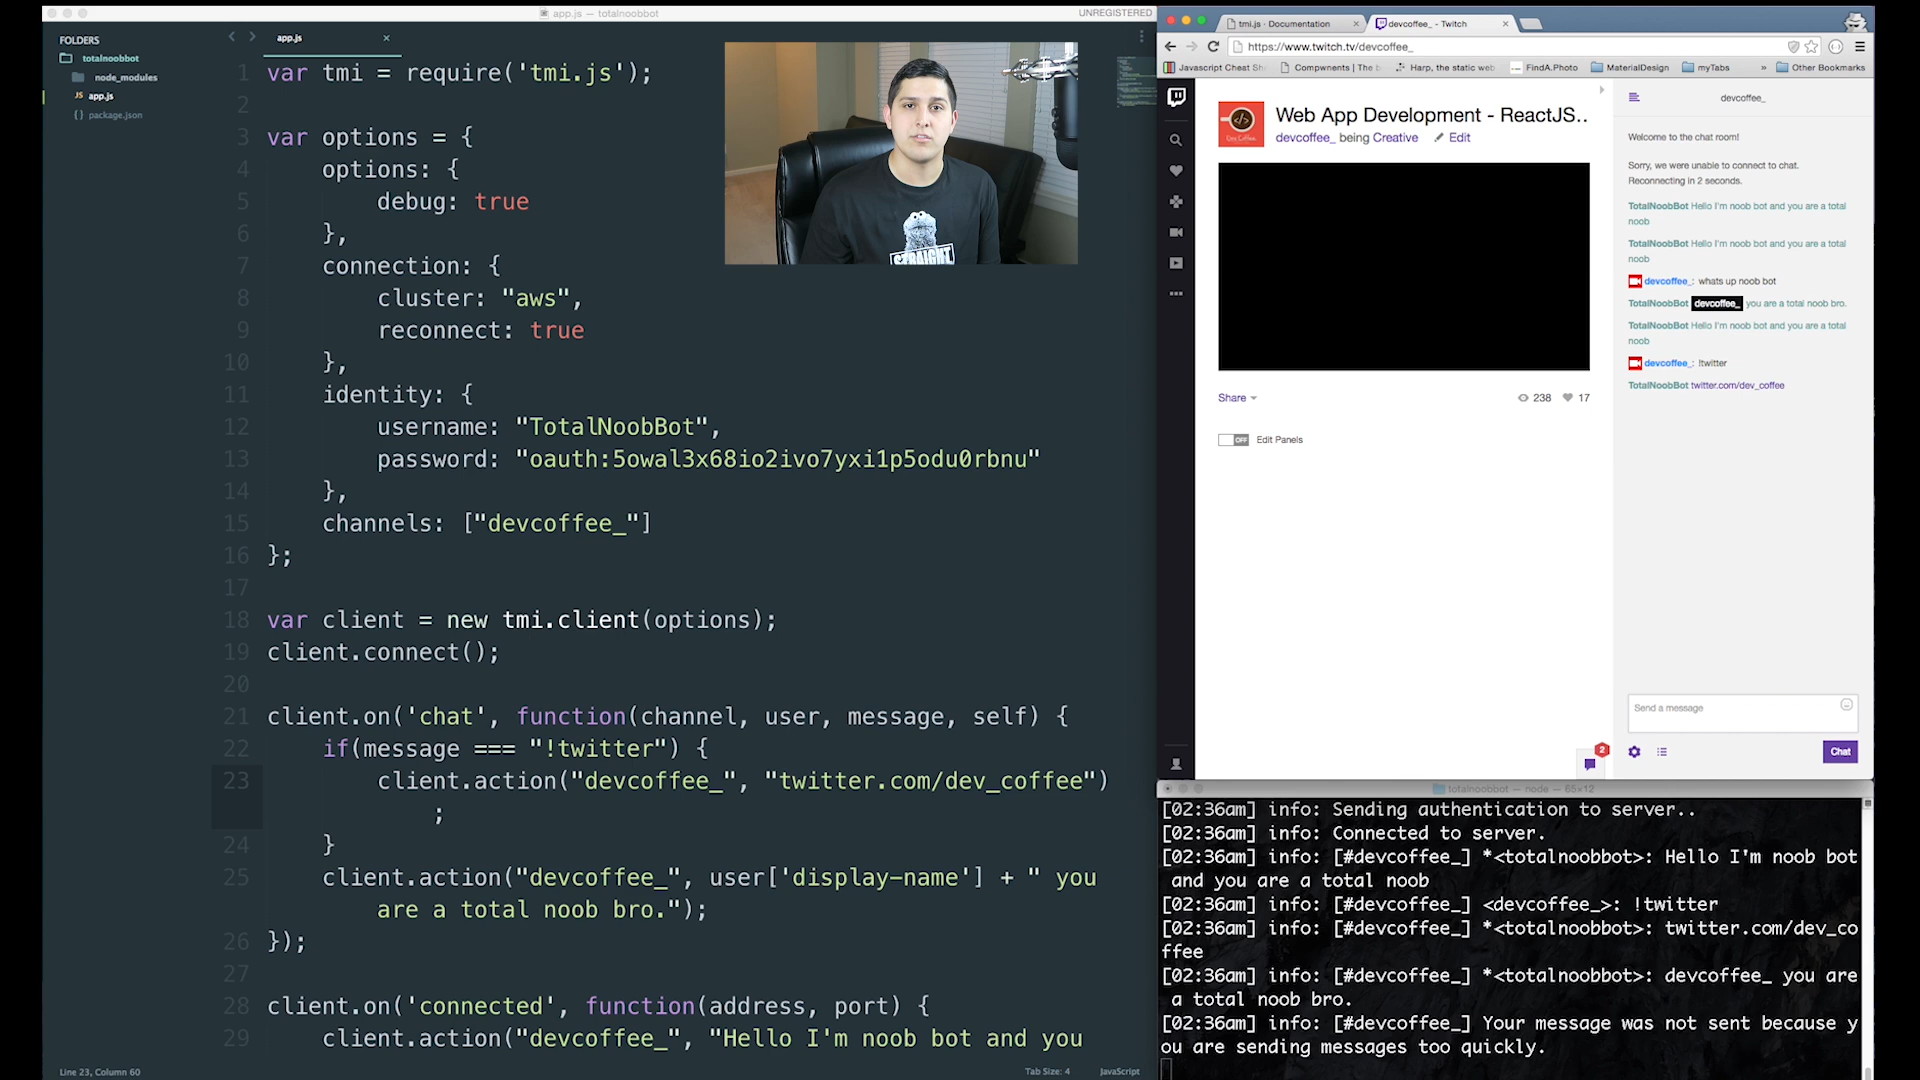 app.js — totalnoobbot
UNREGISTERED
FOLDERS
totalnoobbot
node_modules
JS app.js
{} package.json
app.js
1 var tmi = require('tmi.js');
2
3 var options = {
4 options: {
5 debug: true
6 },
7 connection: {
8 cluster: "aws",
9 reconnect: true
10 },
11 identity: {
12 username: "TotalNoobBot",
13 password: "oauth:5owal3x68io2ivo7yxi1p5odu0rbnu"
14 },
15 channels: ["devcoffee_"]
16 };
17
18 var client = new tmi.client(options);
19 client.connect();
20
21 client.on('chat', function(channel, user, message, self) {
22 if(message === "!twitter") {
23 client.action("devcoffee_", "twitter.com/dev_coffee")
;
24 }
25 client.action("devcoffee_", user['display-name'] + " you
are a total noob bro.");
26 });
27
28 client.on('connected', function(address, port) {
29 client.action("devcoffee_", "Hello I'm noob bot and you
Line 23, Column 60
Tab Size: 4
JavaScript
STRAIGHT
tmi.js · Documentation
devcoffee_ - Twitch
https://www.twitch.tv/devcoffee_
Javascript Cheat Sh
Compwnents | The b
Harp, the static web
FindA.Photo
MaterialDesign
myTabs
»
Other Bookmarks
Web App Development - ReactJS..
devcoffee_ being Creative
Edit
Share
238
17
OFF
Edit Panels
devcoffee_
Welcome to the chat room!
Sorry, we were unable to connect to chat.
Reconnecting in 2 seconds.
TotalNoobBot Hello I'm noob bot and you are a total
noob
TotalNoobBot Hello I'm noob bot and you are a total
noob
devcoffee_: whats up noob bot
TotalNoobBot devcoffee_ you are a total noob bro.
TotalNoobBot Hello I'm noob bot and you are a total
noob
devcoffee_: !twitter
TotalNoobBot twitter.com/dev_coffee
Send a message
2
Chat
totalnoobbot — node — 65×12
[02:36am] info: Sending authentication to server..
[02:36am] info: Connected to server.
[02:36am] info: [#devcoffee_] *<totalnoobbot>: Hello I'm noob bot
and you are a total noob
[02:36am] info: [#devcoffee_] <devcoffee_>: !twitter
[02:36am] info: [#devcoffee_] *<totalnoobbot>: twitter.com/dev_co
ffee
[02:36am] info: [#devcoffee_] *<totalnoobbot>: devcoffee_ you are
a total noob bro.
[02:36am] info: [#devcoffee_] Your message was not sent because y
ou are sending messages too quickly.